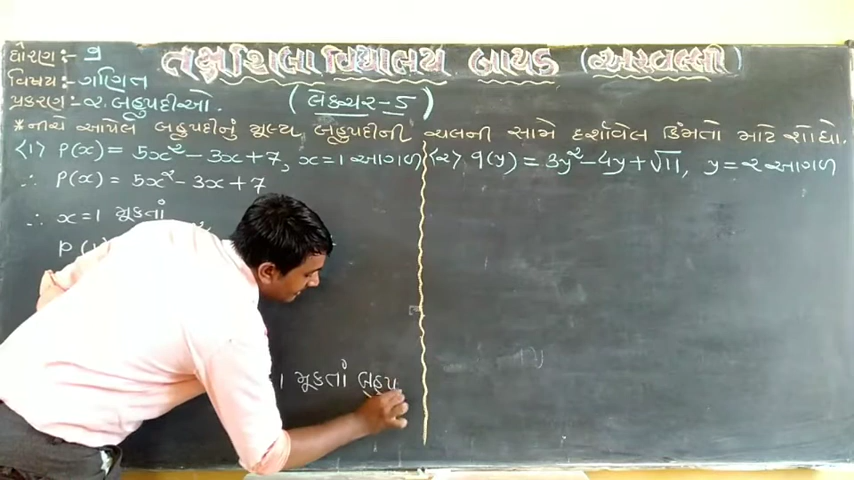 ધોરણ:- 9
તક્ષશિલા વિદ્યાલય બાયડ (અરવલ્લી)
વિષય:- ગણિત
પ્રકરણ:-૨. બહુપદીઓ.
(લેક્ચર-5)
*નીચે આપેલ બહુપદીનું મૂલ્ય બહુપદીની ચલની સામે દર્શાવેલ કિંમતો માટે શોધો.
(૧) P(x) = 5x² - 3x + 7, x = 1 આગળ
∴ P(x) = 5x² - 3x + 7
∴ x = 1 મૂકતાં
P(
1 મૂકતાં બહુપ
(૨) q(y) = 3y² - 4y + √11, y = ૨ આગળ